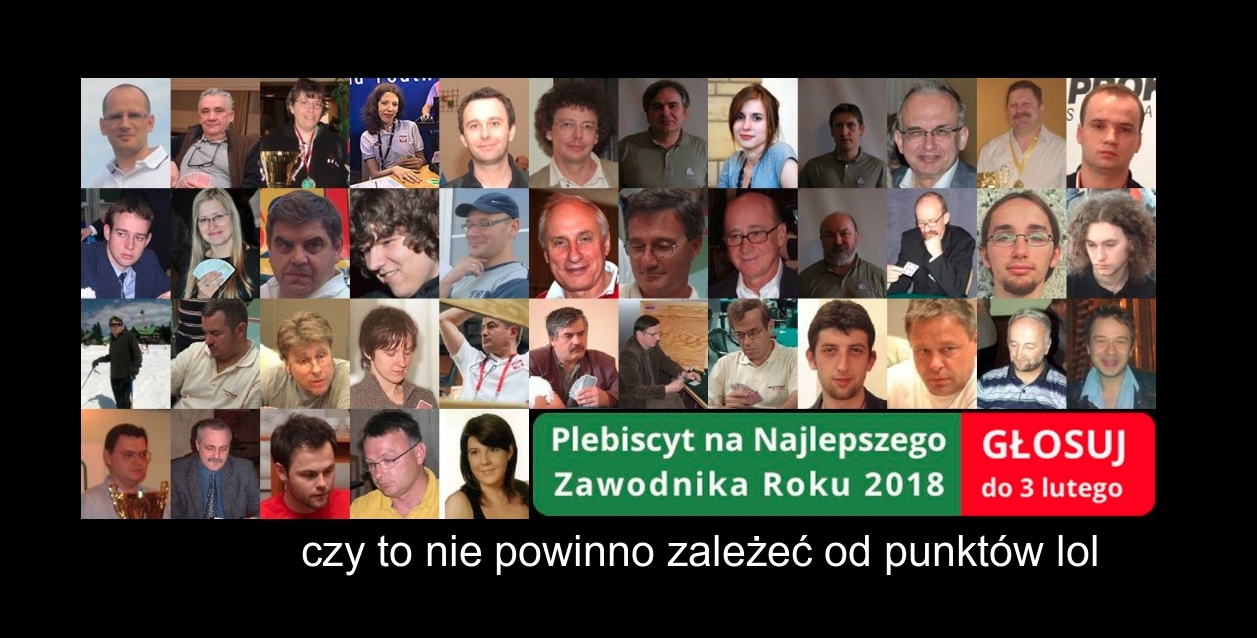 Plebiscyt na Najlepszego
Zawodnika Roku 2018
GŁOSUJ
do 3 lutego
czy to nie powinno zależeć od punktów lol